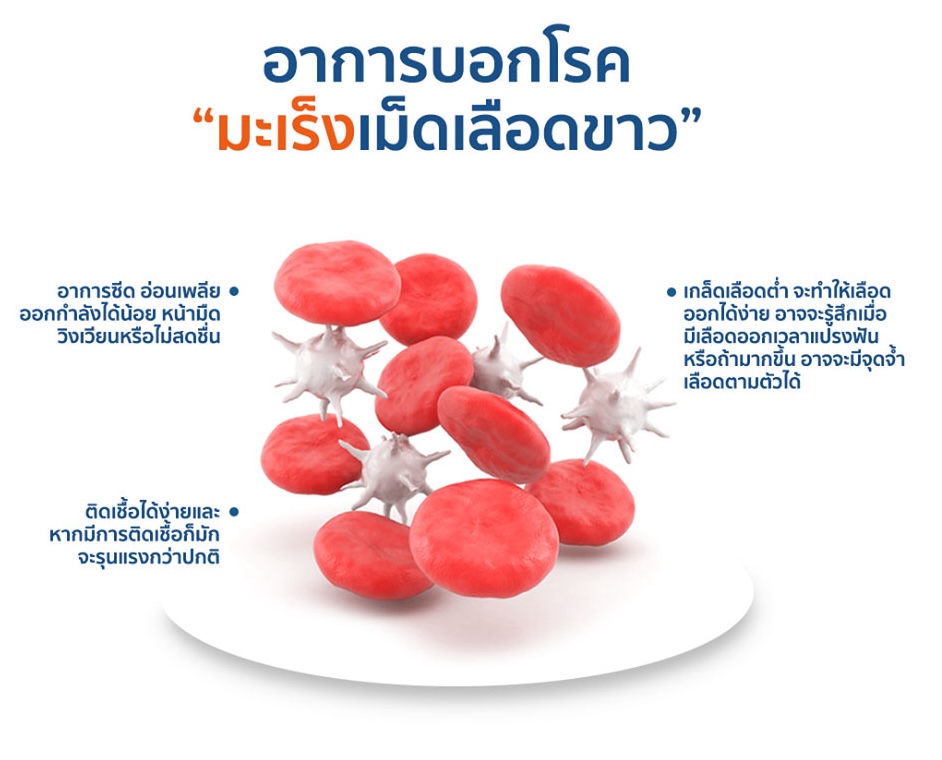 อาการบอกโรค
“มะเร็งเม็ดเลือดขาว”
อาการซีด อ่อนเพลีย
ออกกำลังได้น้อย หน้ามืด
วิงเวียนหรือไม่สดชื่น
เกล็ดเลือดต่ำ จะทำให้เลือด
ออกได้ง่าย อาจจะรู้สึกเมื่อ
มีเลือดออกเวลาแปรงฟัน
หรือถ้ามากขึ้น อาจจะมีจุดจ้ำ
เลือดตามตัวได้
ติดเชื้อได้ง่ายและ
หากมีการติดเชื้อก็มัก
จะรุนแรงกว่าปกติ